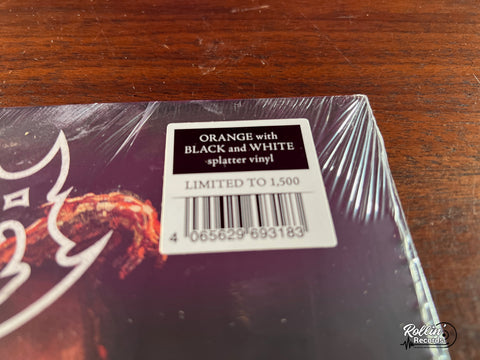 ORANGE with
BLACK and WHITE
splatter vinyl
LIMITED TO 1,500
4 065629 693183
Rollin'
Records